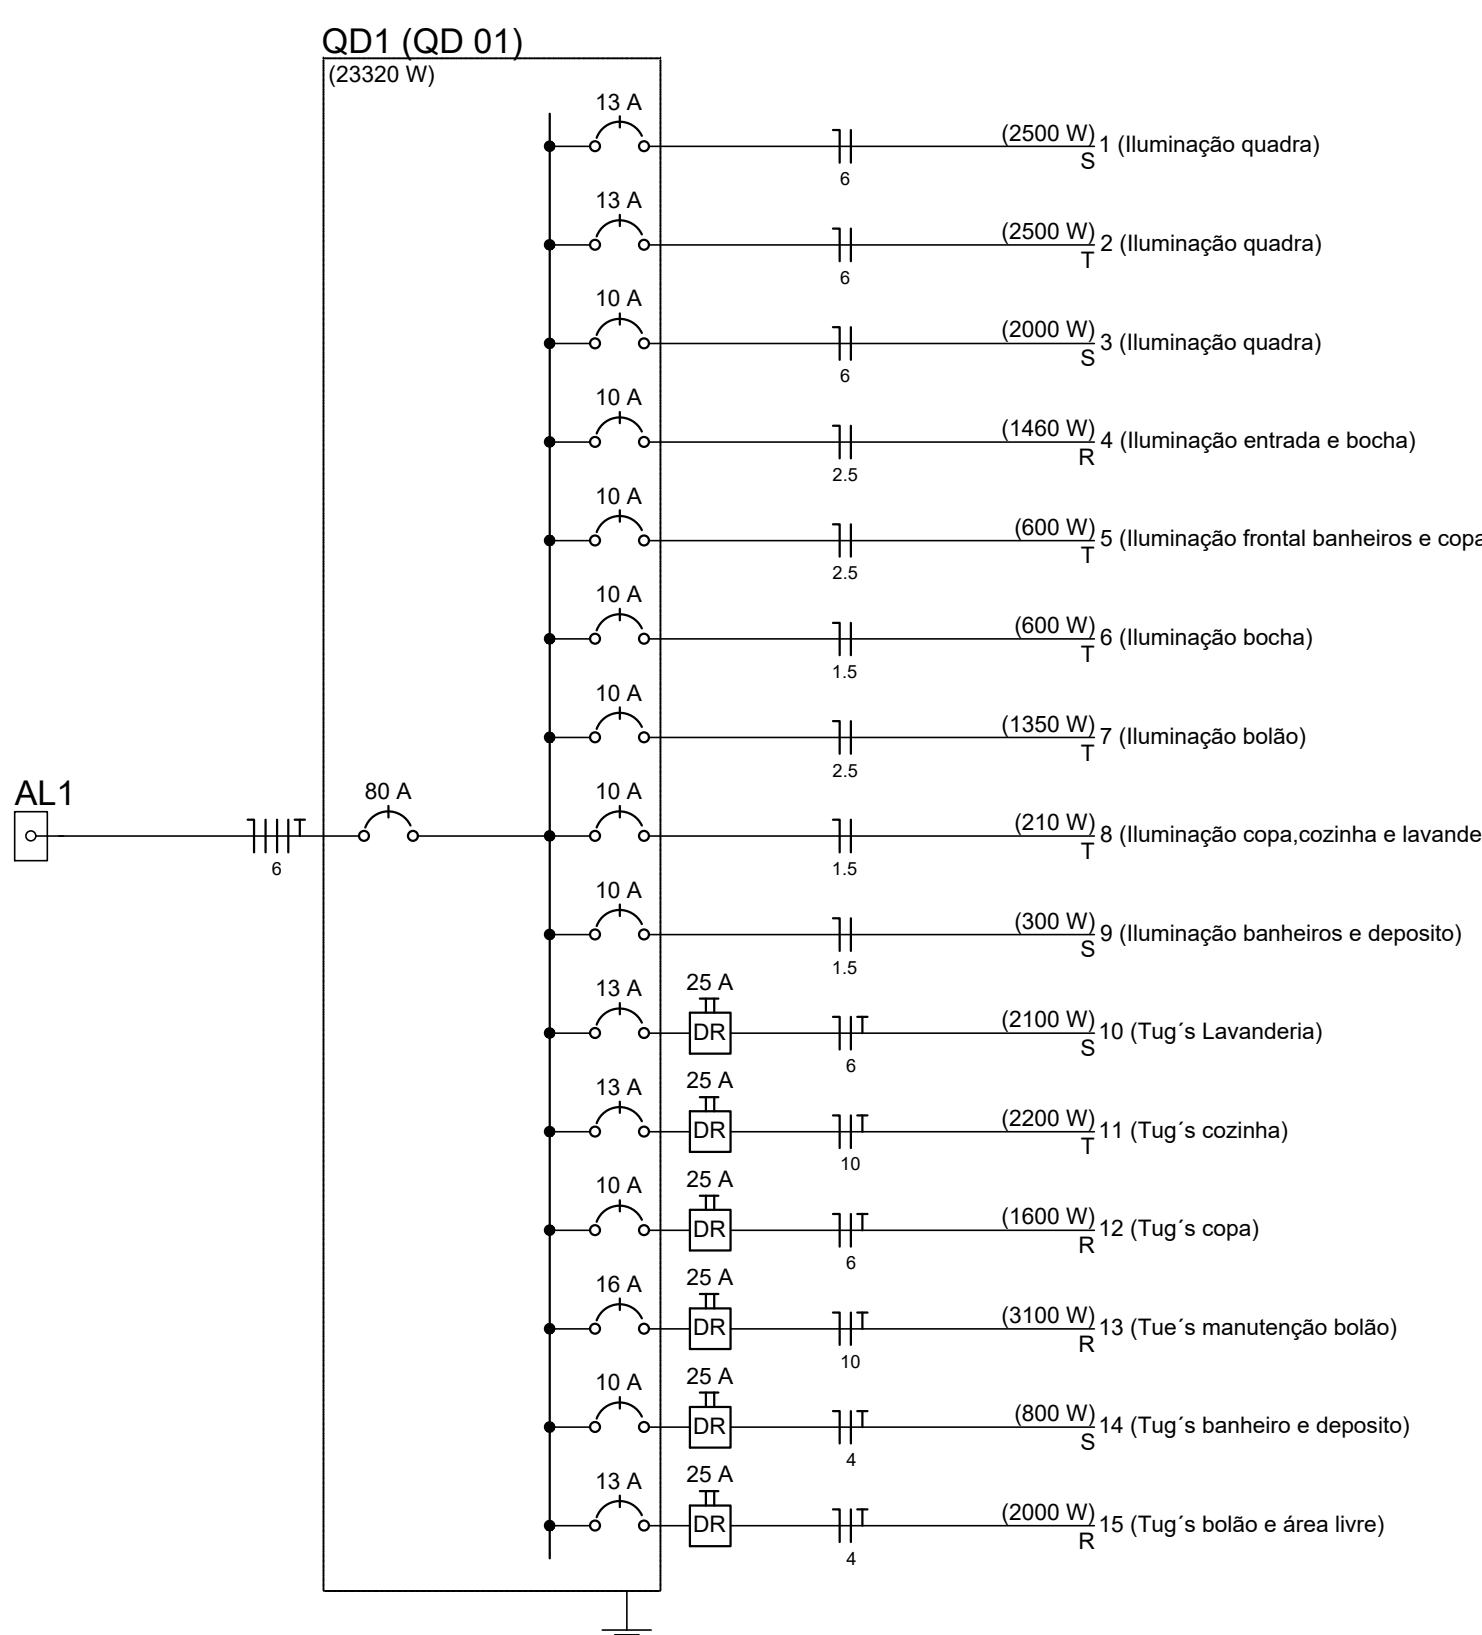 QD1 (QD 01)
(23320 W)
13 A
(2500 W)
1 (Iluminação quadra)
S
6
13 A
(2500 W)
2 (Iluminação quadra)
T
6
10 A
(2000 W)
3 (Iluminação quadra)
S
6
10 A
(1460 W)
4 (Iluminação entrada e bocha)
R
2.5
10 A
(600 W)
5 (Iluminação frontal banheiros e copa
T
2.5
10 A
(600 W)
6 (Iluminação bocha)
T
1.5
10 A
(1350 W)
7 (Iluminação bolão)
T
2.5
AL1
6
80 A
10 A
(210 W)
8 (Iluminação copa,cozinha e lavande
T
1.5
10 A
(300 W)
9 (Iluminação banheiros e deposito)
S
1.5
13 A
25 A
DR
(2100 W)
10 (Tug´s Lavanderia)
S
6
13 A
25 A
DR
(2200 W)
11 (Tug´s cozinha)
T
10
10 A
25 A
DR
(1600 W)
12 (Tug´s copa)
R
6
16 A
25 A
DR
(3100 W)
13 (Tue´s manutenção bolão)
R
10
10 A
25 A
DR
(800 W)
14 (Tug´s banheiro e deposito)
S
4
13 A
25 A
DR
(2000 W)
15 (Tug´s bolão e área livre)
R
4